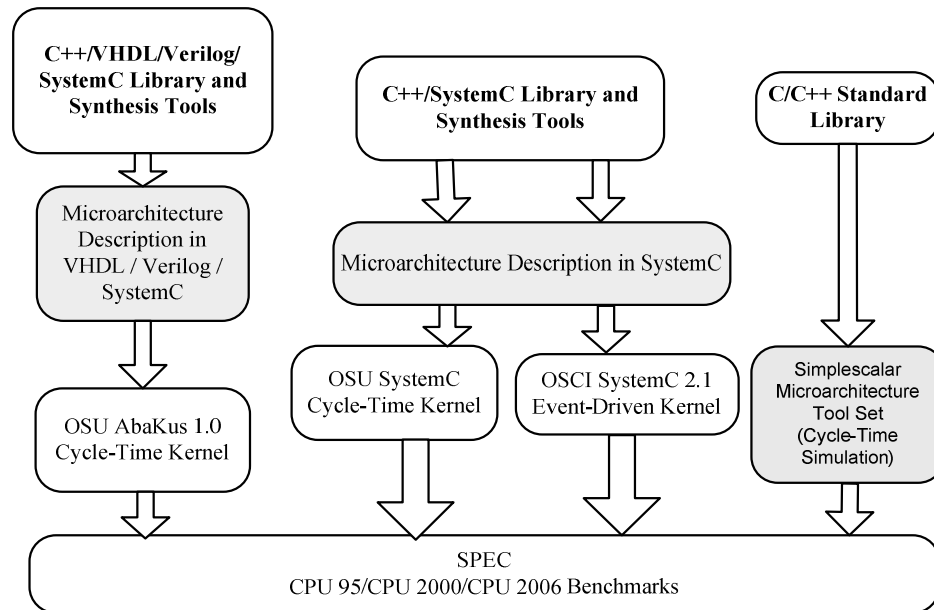 C++/VHDL/Verilog/
SystemC Library and
Synthesis Tools
C++/SystemC Library and
Synthesis Tools
C/C++ Standard
Library
Microarchitecture
Description in
VHDL / Verilog /
SystemC
Microarchitecture Description in SystemC
OSU AbaKus 1.0
Cycle-Time Kernel
OSU SystemC
Cycle-Time Kernel
OSCI SystemC 2.1
Event-Driven Kernel
Simplescalar
Microarchitecture
Tool Set
(Cycle-Time
Simulation)
SPEC
CPU 95/CPU 2000/CPU 2006 Benchmarks